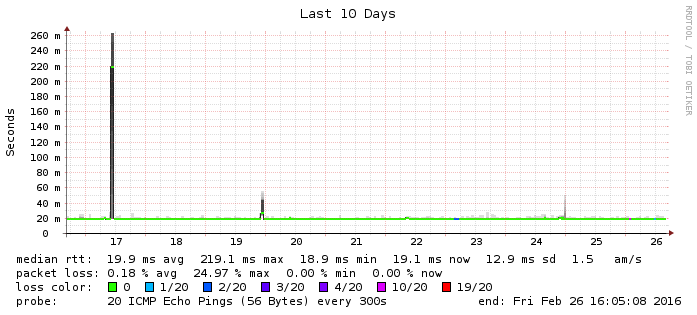 Last 10 Days
RRDTOOL / TOBI OETIKER
Seconds
260 m
240 m
220 m
200 m
180 m
160 m
140 m
120 m
100 m
80 m
60 m
40 m
20 m
0
17 18 19 20 21 22 23 24 25 26
median rtt: 19.9 ms avg 219.1 ms max 18.9 ms min 19.1 ms now 12.9 ms sd 1.5 am/s
packet loss: 0.18 % avg 24.97 % max 0.00 % min 0.00 % now
loss color: 0 1/20 2/20 3/20 4/20 10/20 19/20
probe: 20 ICMP Echo Pings (56 Bytes) every 300s end: Fri Feb 26 16:05:08 2016